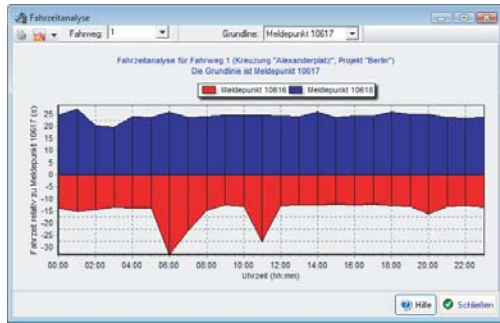 Fahrzeitanalyse
Fahrweg: 1
Grundline: Meldepunkt 10617
Fahrzeitanalyse für Fahrweg 1 (Kreuzung "Alexanderplatz", Projekt "Berlin")
Die Grundlinie ist Meldepunkt 10617
Meldepunkt 10616 Meldepunkt 10618
Fahrzeit relativ zu Meldepunkt 10617 (s)
25
20
15
10
5
0
-5
-10
-15
-20
-25
-30
00:00 02:00 04:00 06:00 08:00 10:00 12:00 14:00 16:00 18:00 20:00 22:00
Uhrzeit (hh:mm)
Hilfe Schließen